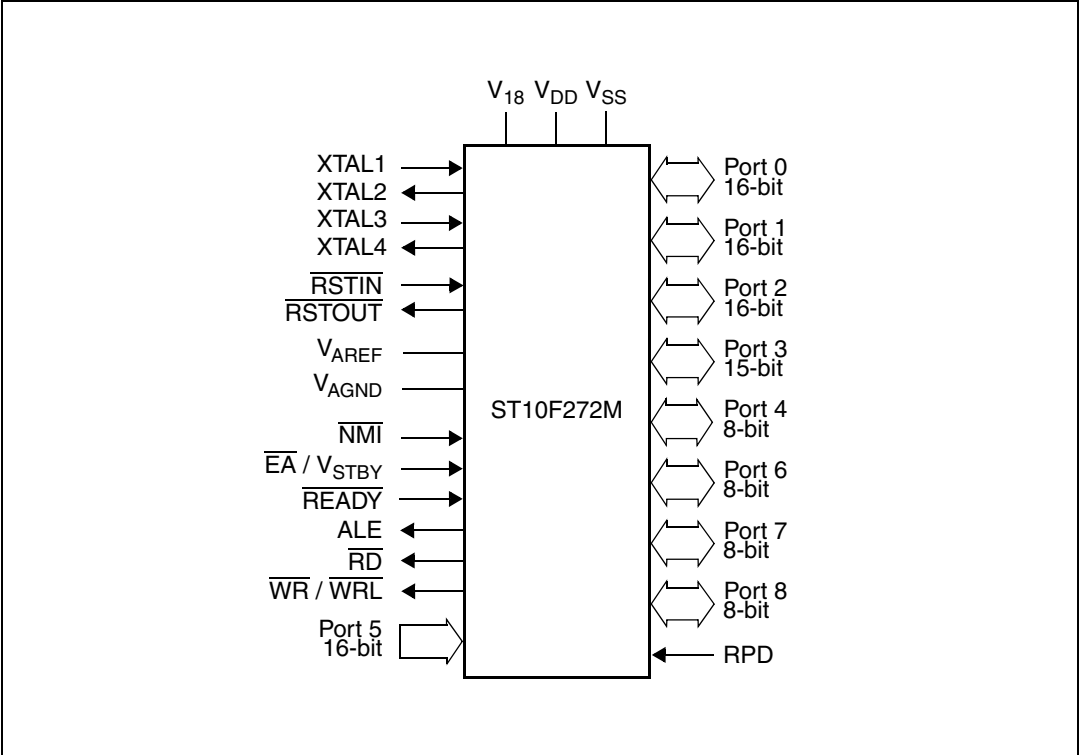 V18 VDD VSS
XTAL1
XTAL2
XTAL3
XTAL4
RSTIN
RSTOUT
VAREF
VAGND
NMI
EA / VSTBY
READY
ALE
RD
WR / WRL
Port 5
16-bit
ST10F272M
Port 0
16-bit
Port 1
16-bit
Port 2
16-bit
Port 3
15-bit
Port 4
8-bit
Port 6
8-bit
Port 7
8-bit
Port 8
8-bit
RPD